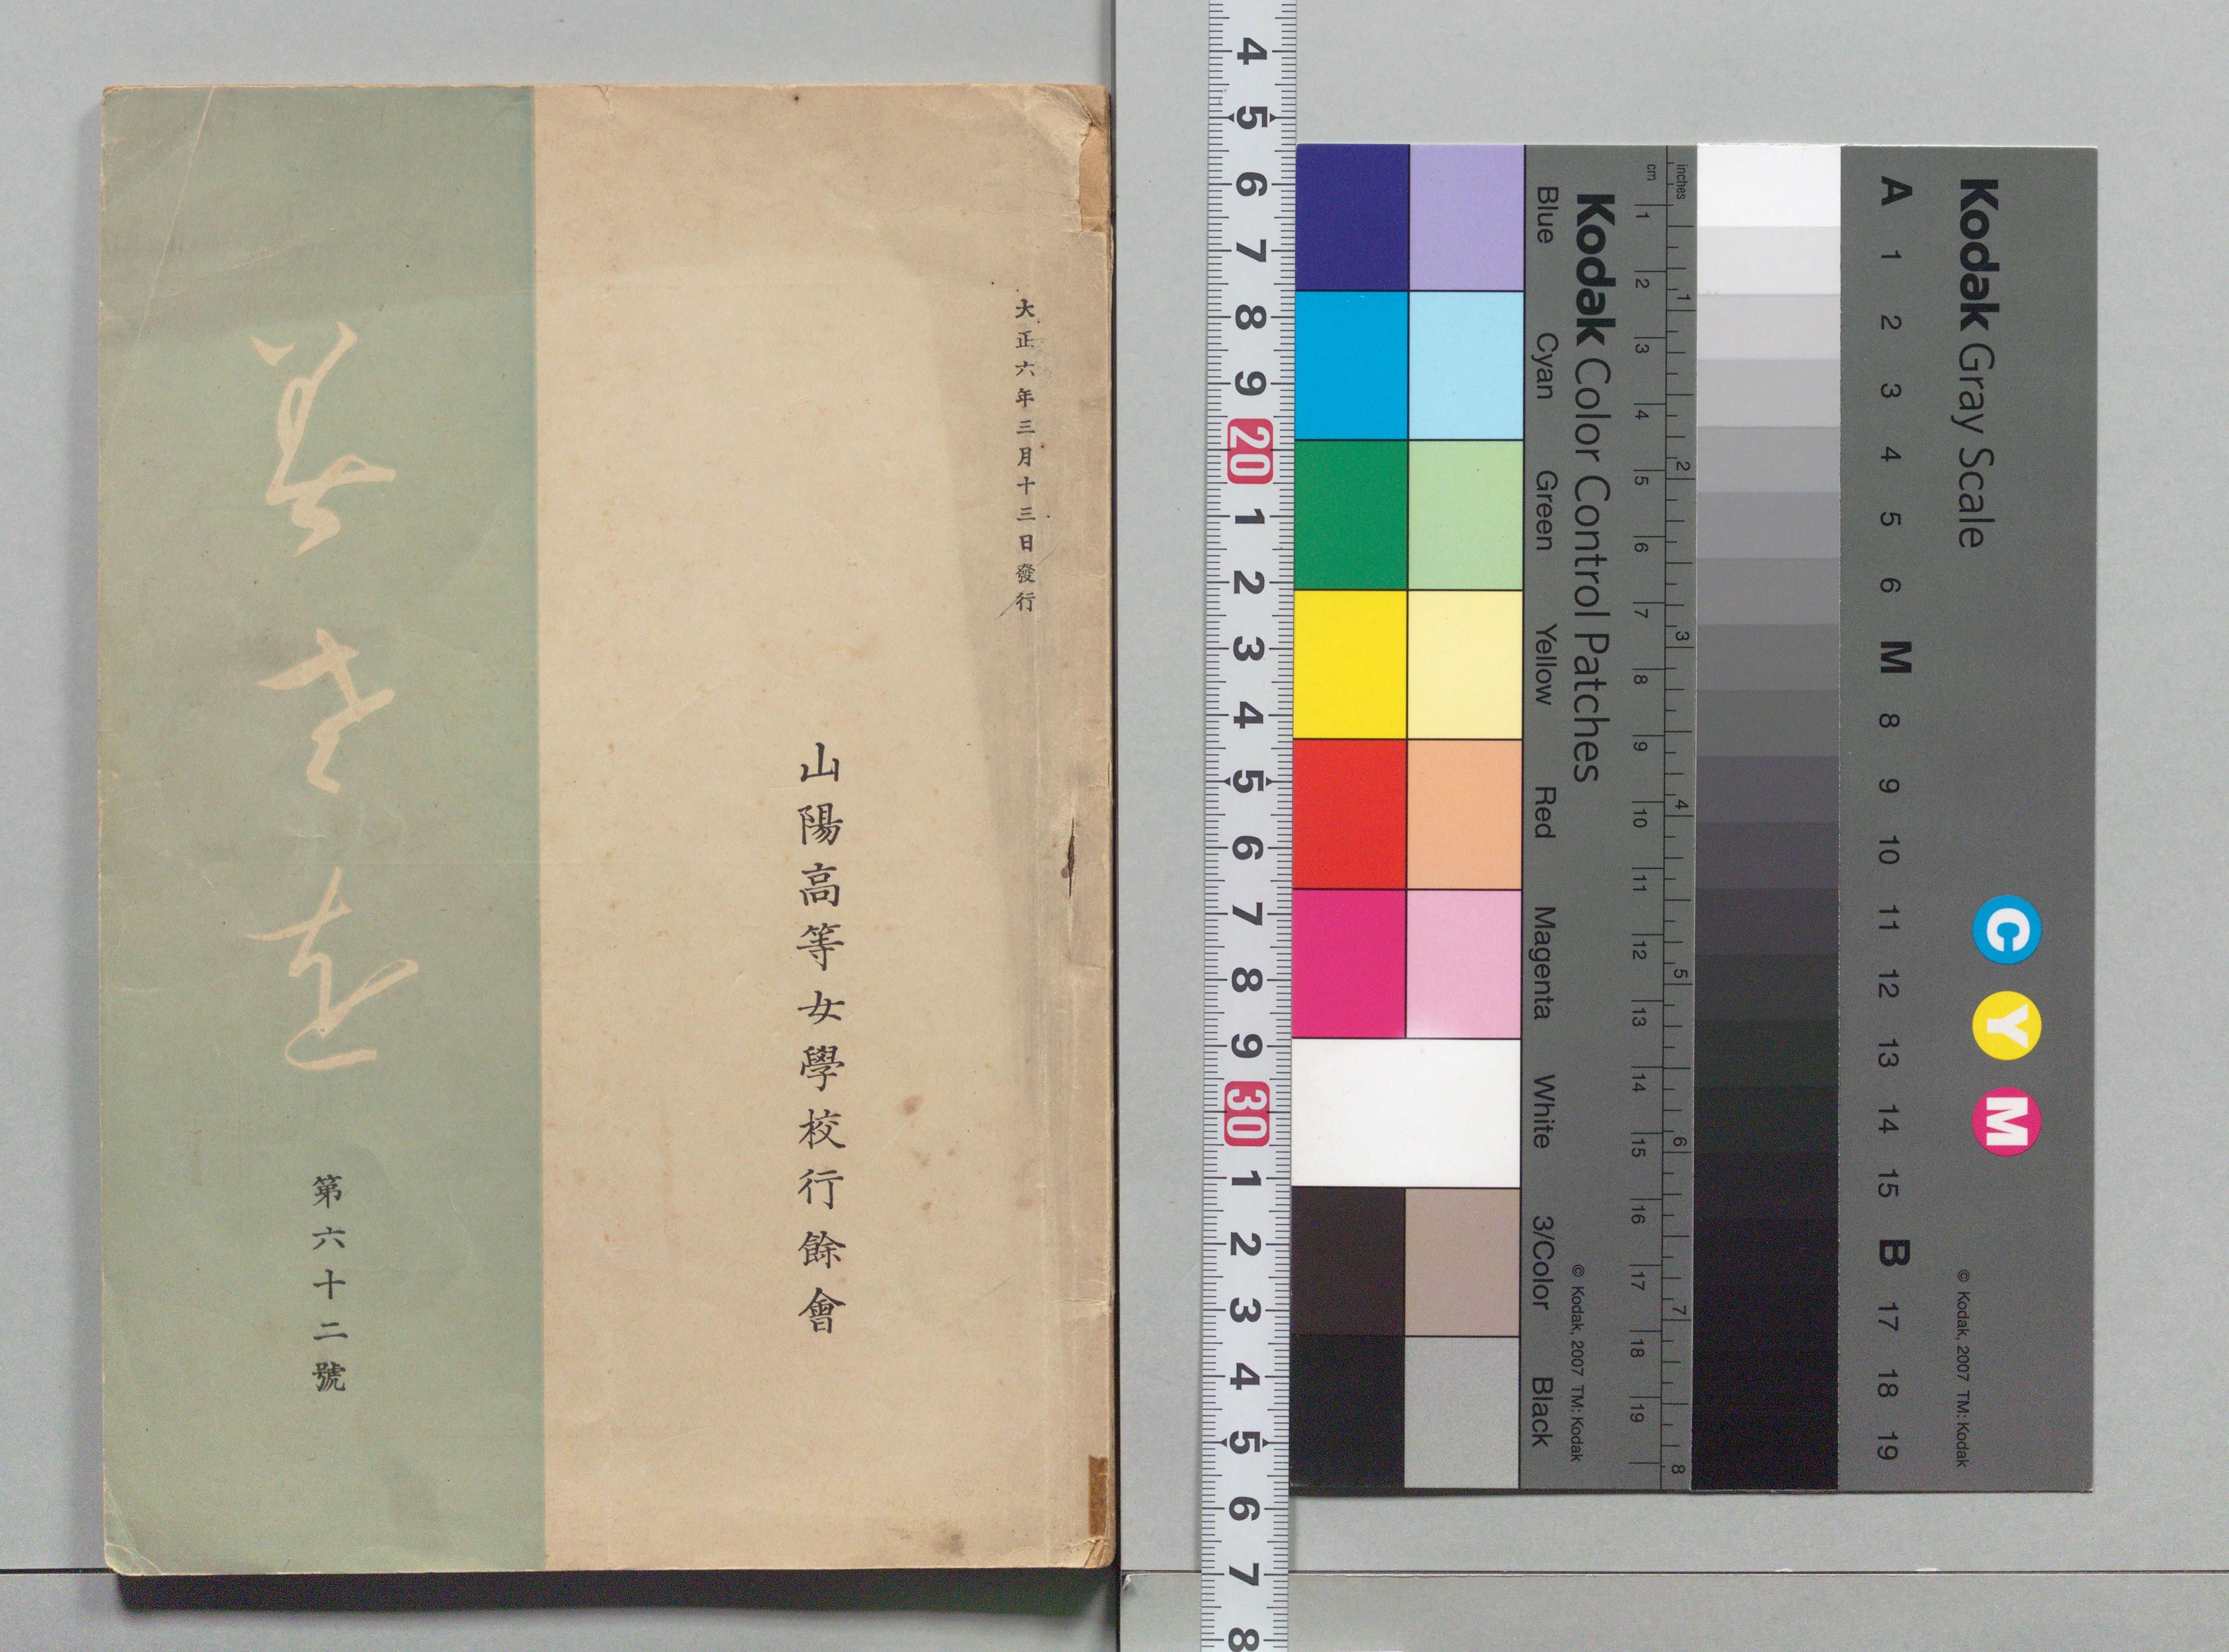 大正六年三月十三日發行
山陽高等女學校行餘會
美さを
第六十二號
4 5 6 7 8 9 20 1 2 3 4 5 6 7 8 9 30 1 2 3 4 5 6 7 8
Kodak Gray Scale
C Y M
© Kodak, 2007 TM: Kodak
A 1 2 3 4 5 6 M 8 9 10 11 12 13 14 15 B 17 18 19
inches 1 2 3 4 5 6 7 8
cm 1 2 3 4 5 6 7 8 9 10 11 12 13 14 15 16 17 18 19
Kodak Color Control Patches
© Kodak, 2007 TM: Kodak
Blue Cyan Green Yellow Red Magenta White 3/Color Black